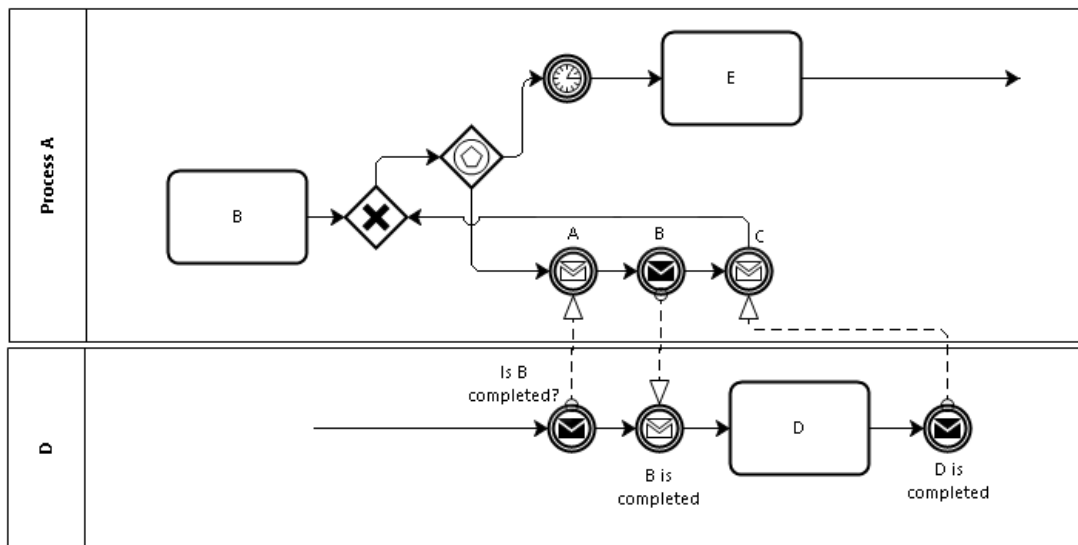 Process A
E
B
A
B
C
D
Is B
completed?
D
B is
completed
D is
completed